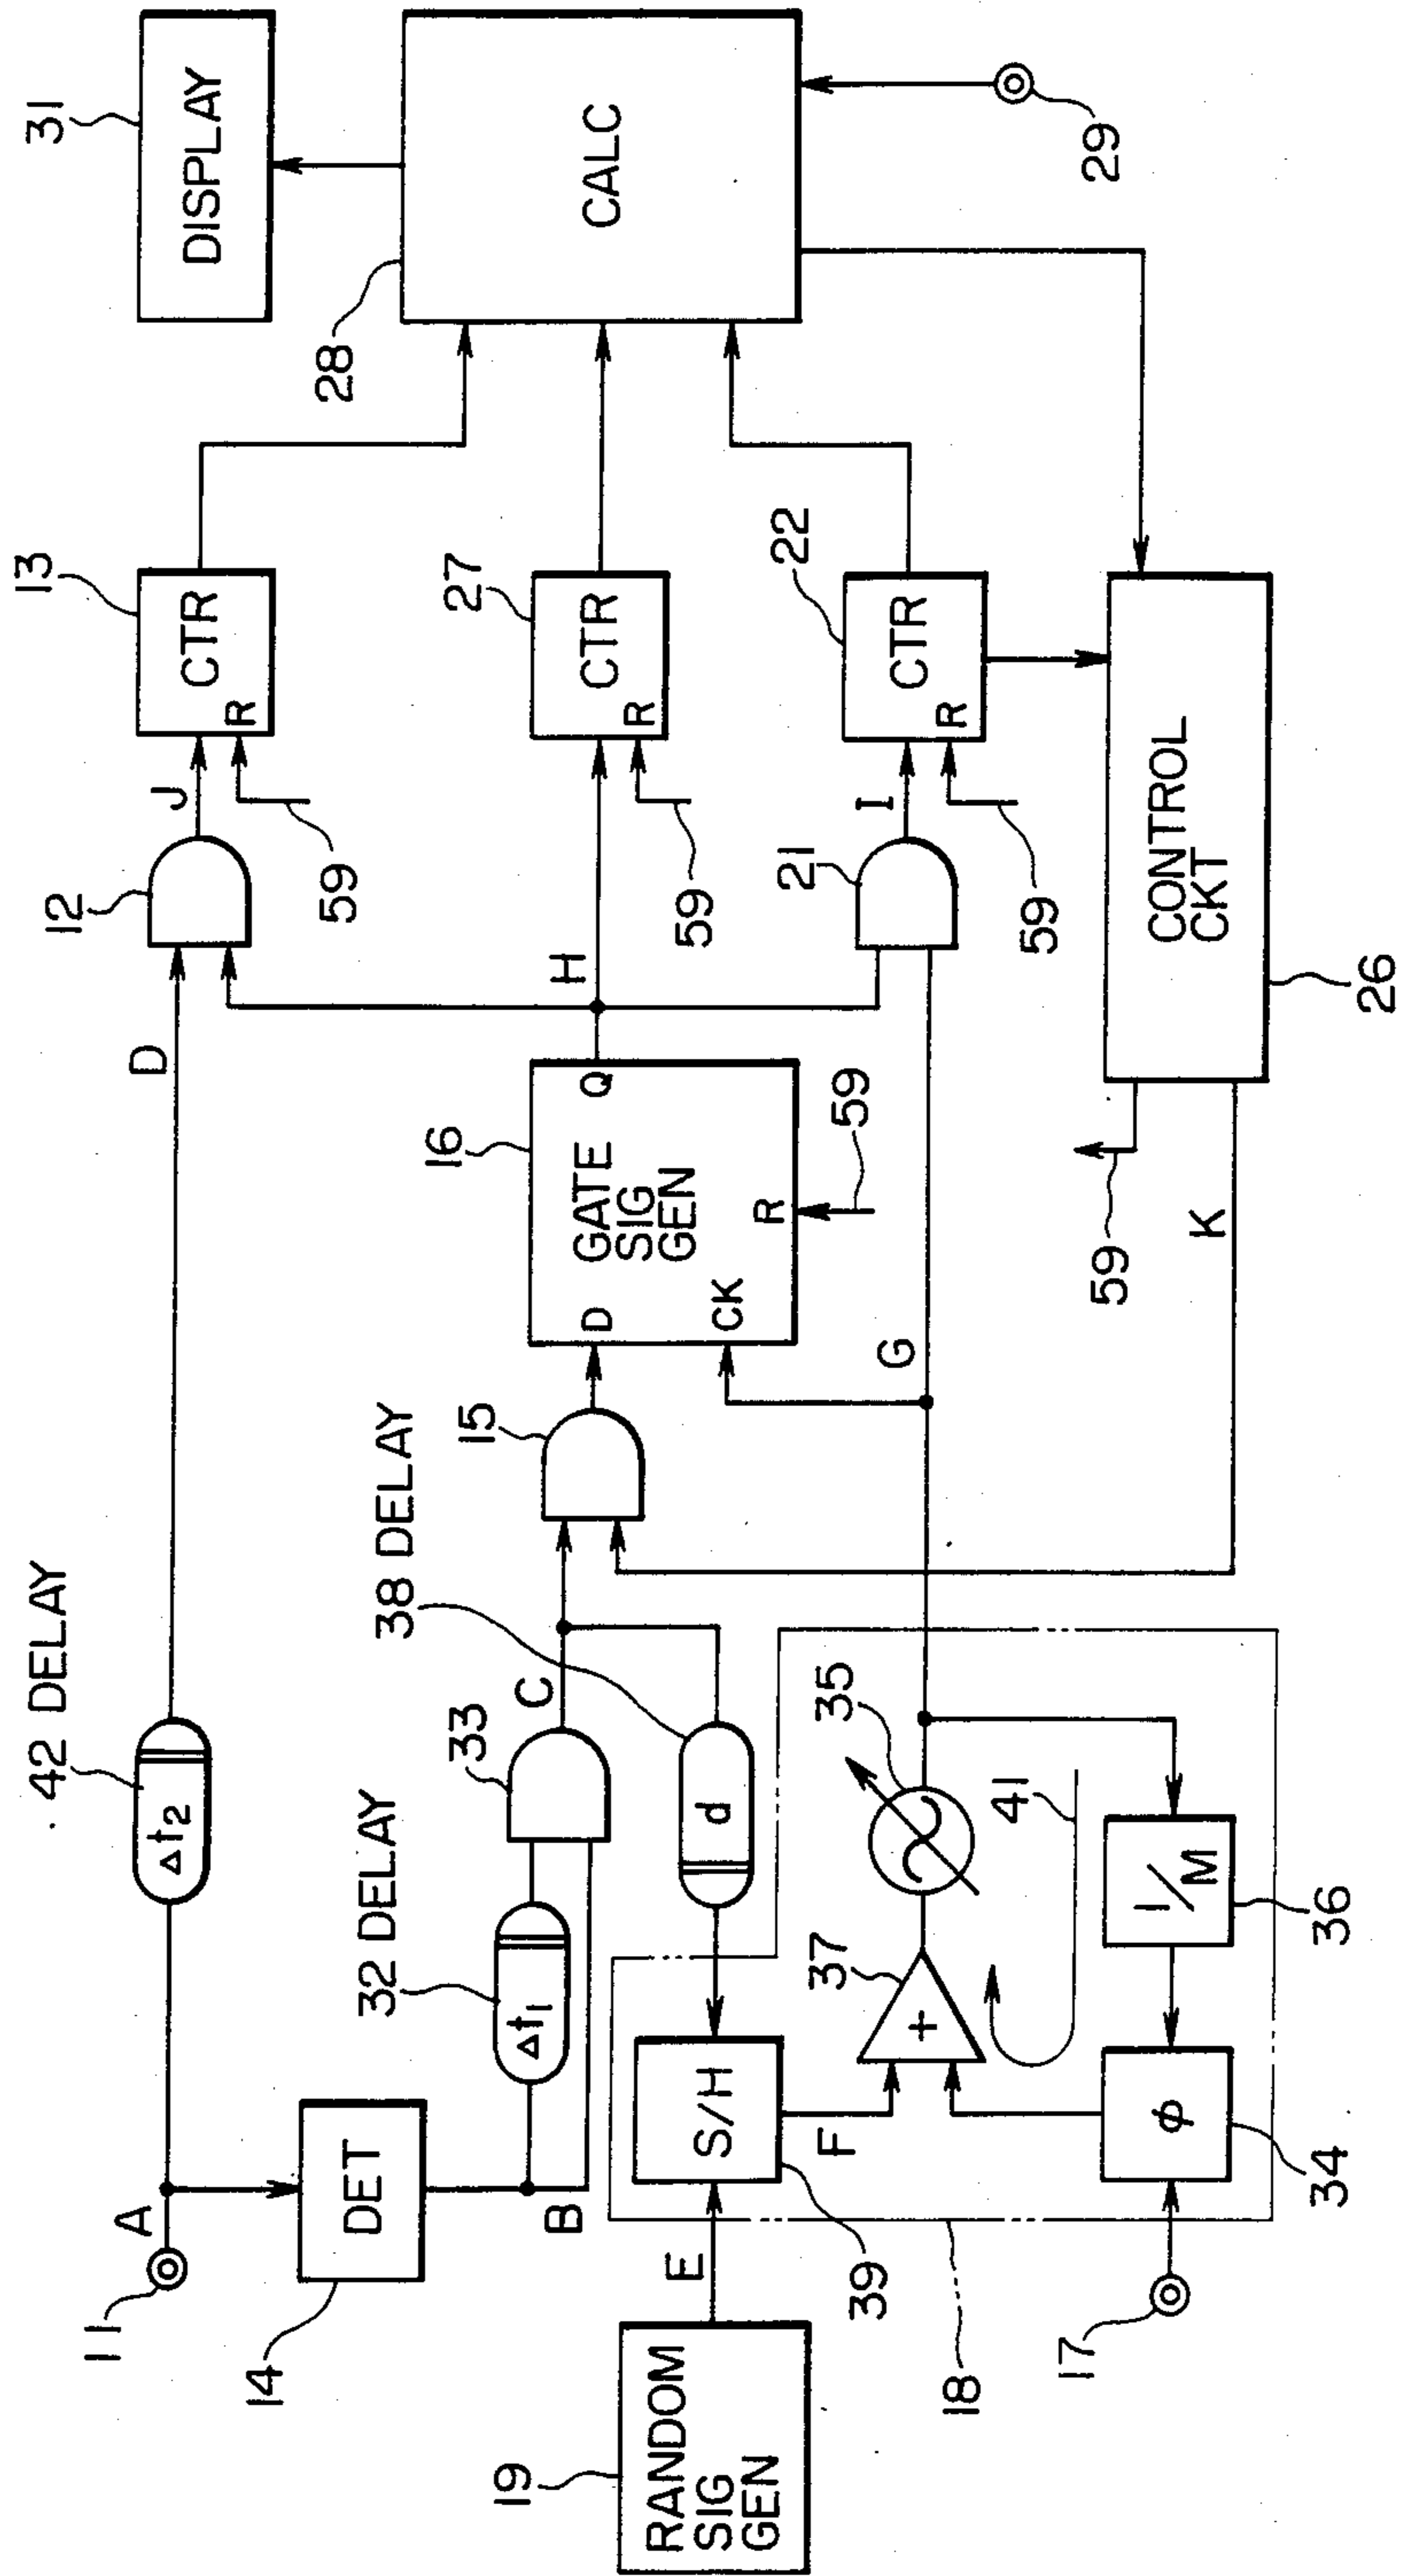 11
A
42 DELAY
Δt2
D
12
J
59
13
CTR
R
31
DISPLAY
14
DET
B
32 DELAY
Δt1
33
C
38 DELAY
d
15
16
GATE
SIG
GEN
D
CK
Q
R
59
H
27
CTR
R
59
28
CALC
29
19
RANDOM
SIG
GEN
E
S/H
39
F
37
+
35
41
G
21
I
22
CTR
R
59
18
17
φ
34
1/M
36
K
59
CONTROL
CKT
26